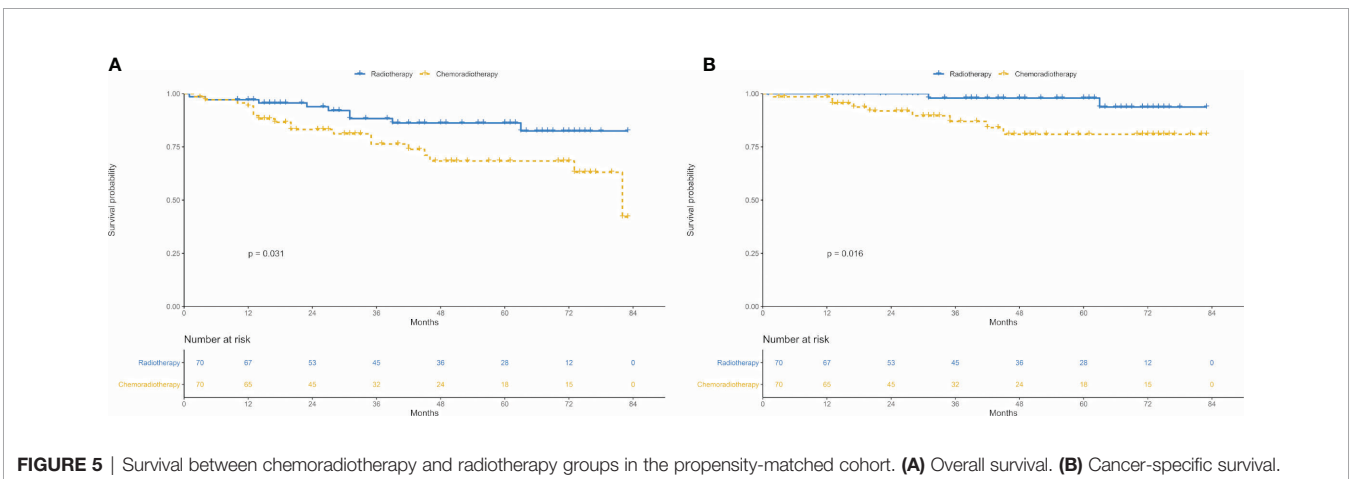 A
Radiotherapy Chemoradiotherapy
1.00
0.75
0.50
0.25
0.00
Survival probability
p = 0.031
0 12 24 36 48 60 72 84
Months
Number at risk
Radiotherapy 70 67 53 45 36 28 12 0
Chemoradiotherapy 70 65 45 32 24 18 15 0
0 12 24 36 48 60 72 84
Months
B
Radiotherapy Chemoradiotherapy
1.00
0.75
0.50
0.25
0.00
Survival probability
p = 0.016
0 12 24 36 48 60 72 84
Months
Number at risk
Radiotherapy 70 67 53 45 36 28 12 0
Chemoradiotherapy 70 65 45 32 24 18 15 0
0 12 24 36 48 60 72 84
Months
FIGURE 5 | Survival between chemoradiotherapy and radiotherapy groups in the propensity-matched cohort. (A) Overall survival. (B) Cancer-specific survival.